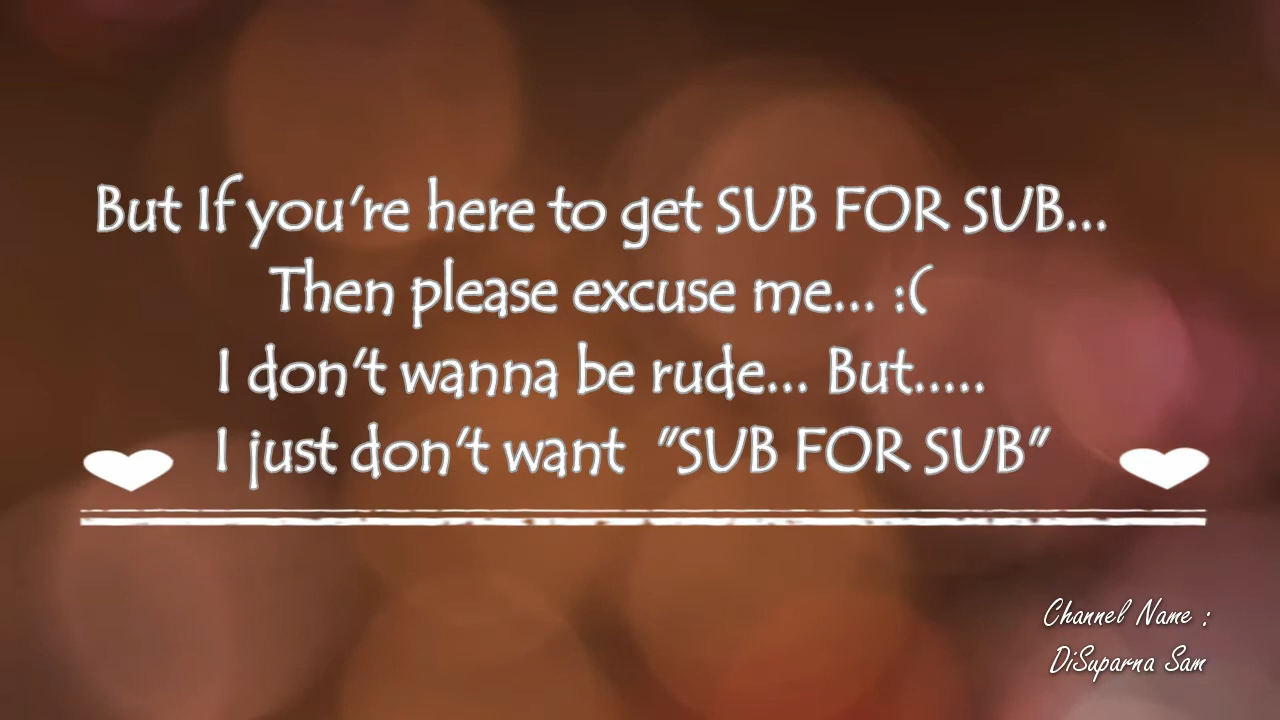 But If you're here to get SUB FOR SUB...
Then please excuse me... :(
I don't wanna be rude... But.....
I just don't want "SUB FOR SUB"
Channel Name :
DiSuparna Sam